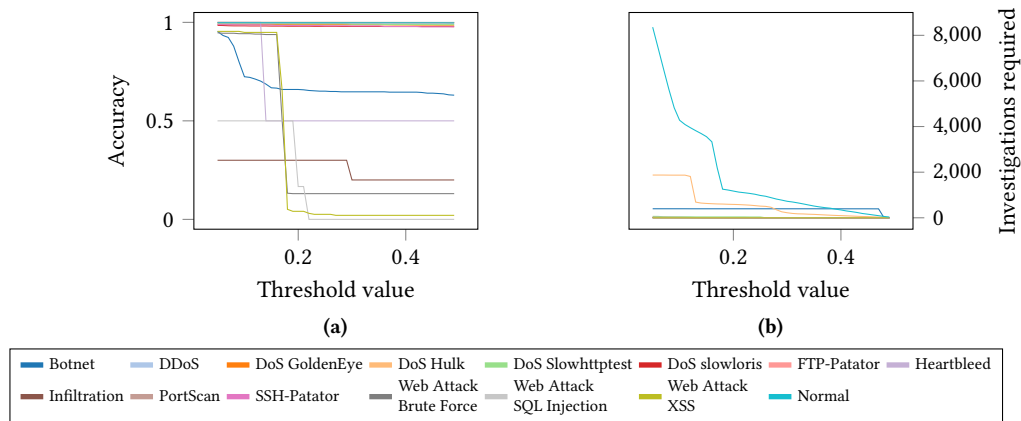 1
0.5
0
Accuracy
0.2
0.4
Threshold value
(a)
8,000
6,000
4,000
2,000
0
Investigations required
0.2
0.4
Threshold value
(b)
Botnet
DDoS
DoS GoldenEye
DoS Hulk
DoS Slowhttptest
DoS slowloris
FTP-Patator
Heartbleed
Infiltration
PortScan
SSH-Patator
Web Attack
Brute Force
Web Attack
SQL Injection
Web Attack
XSS
Normal